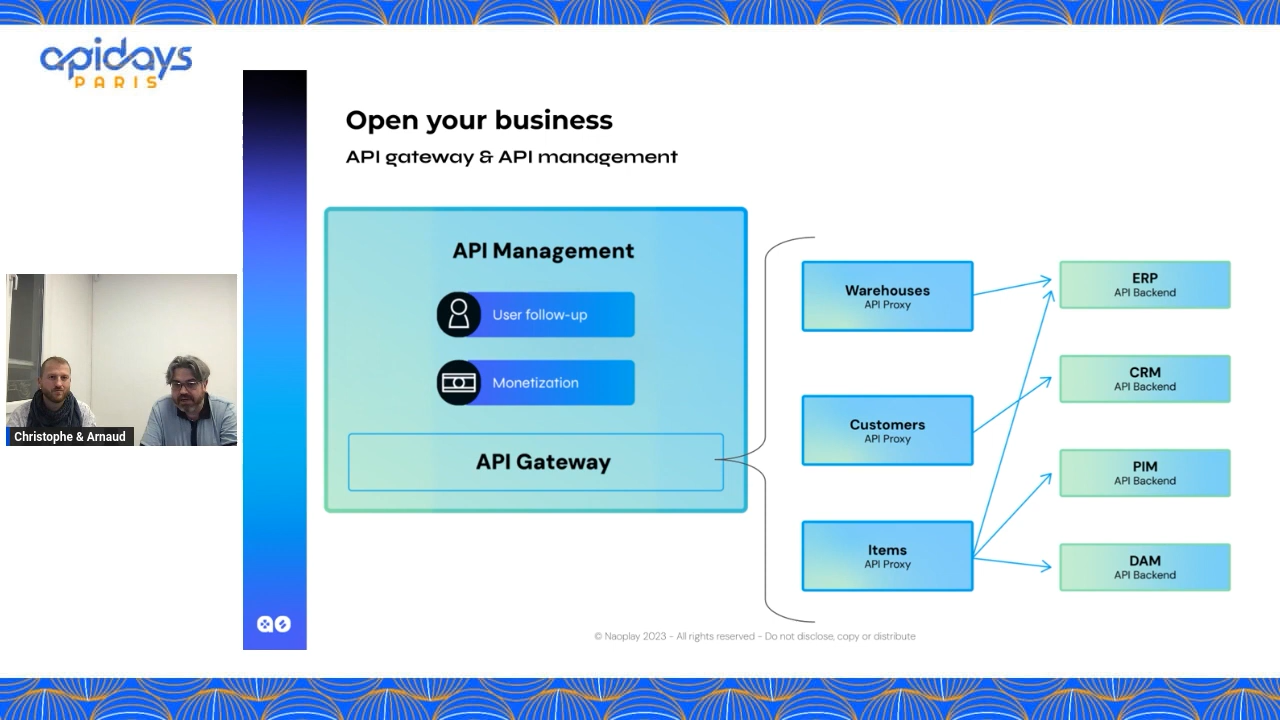 apidays
PARIS
Open your business
API gateway & API management
API Management
User follow-up
Monetization
API Gateway
Warehouses
API Proxy
Customers
API Proxy
Items
API Proxy
ERP
API Backend
CRM
API Backend
PIM
API Backend
DAM
API Backend
Christophe & Arnaud
© Naoplay 2023 - All rights reserved - Do not disclose, copy or distribute